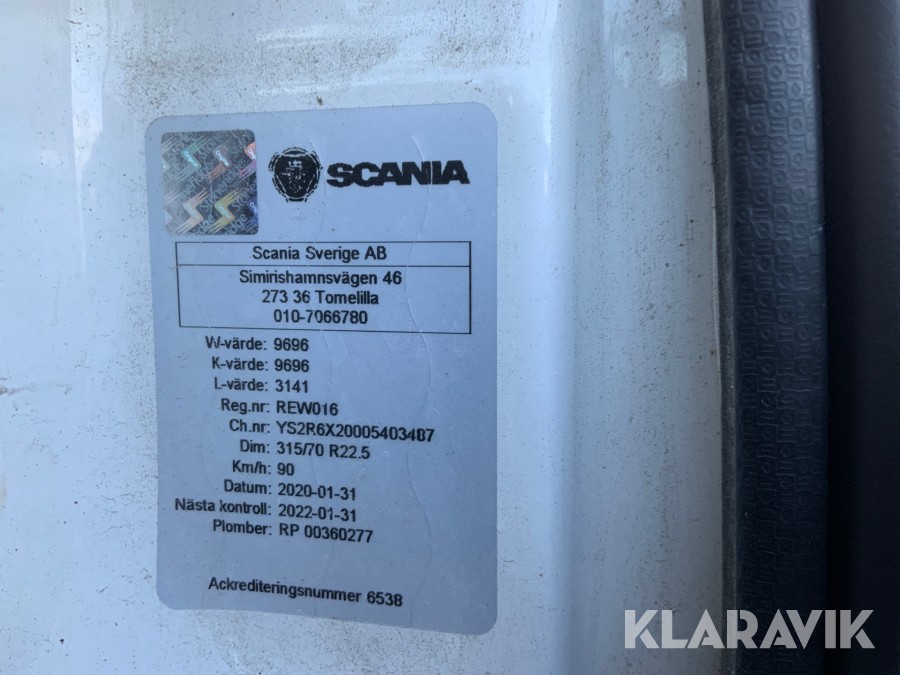 SCANIA
Scania Sverige AB
Simirishamnsvägen 46
273 36 Tomelilla
010-7066780
W-värde: 9696
K-värde: 9696
L-värde: 3141
Reg.nr: REW016
Ch.nr: YS2R6X20005403487
Dim: 315/70 R22.5
Km/h: 90
Datum: 2020-01-31
Nästa kontroll: 2022-01-31
Plomber: RP 00360277
Ackrediteringsnummer 6538
KLARAVIK